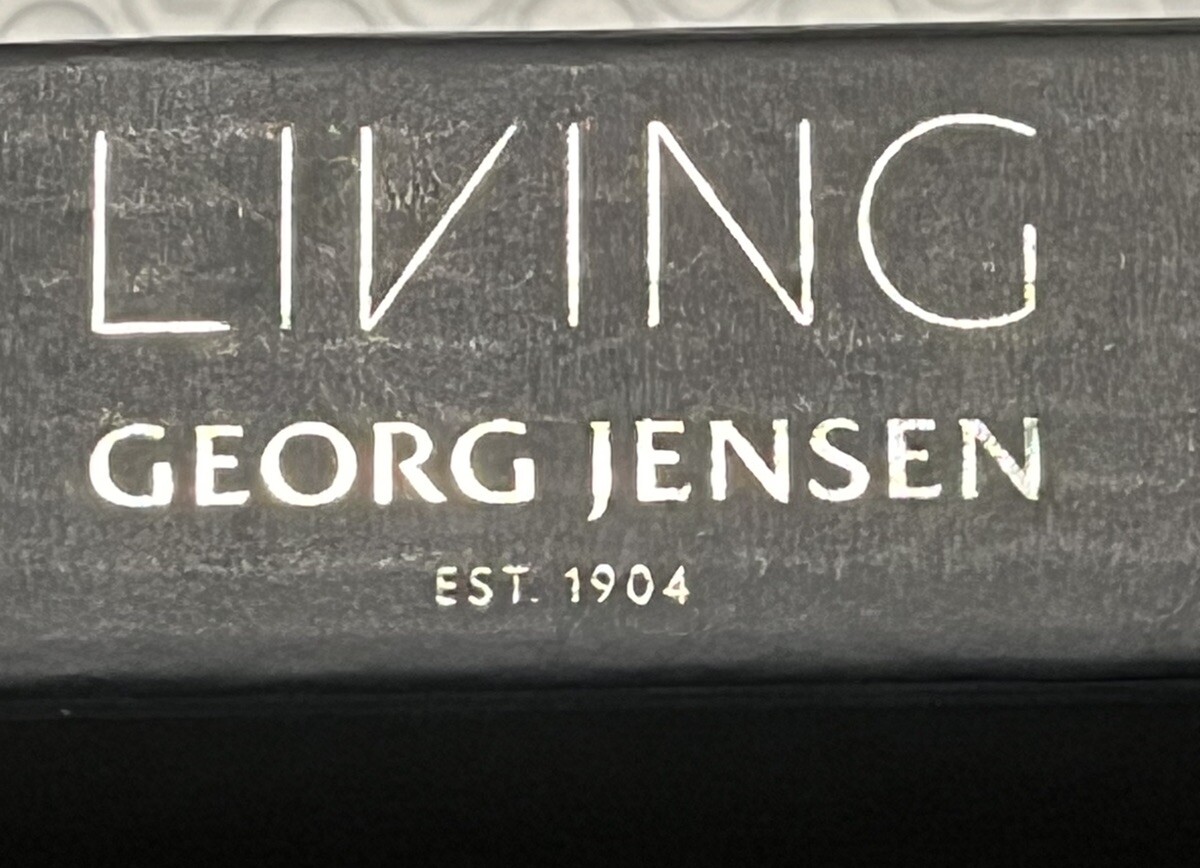 LIVING
GEORG JENSEN
EST. 1904